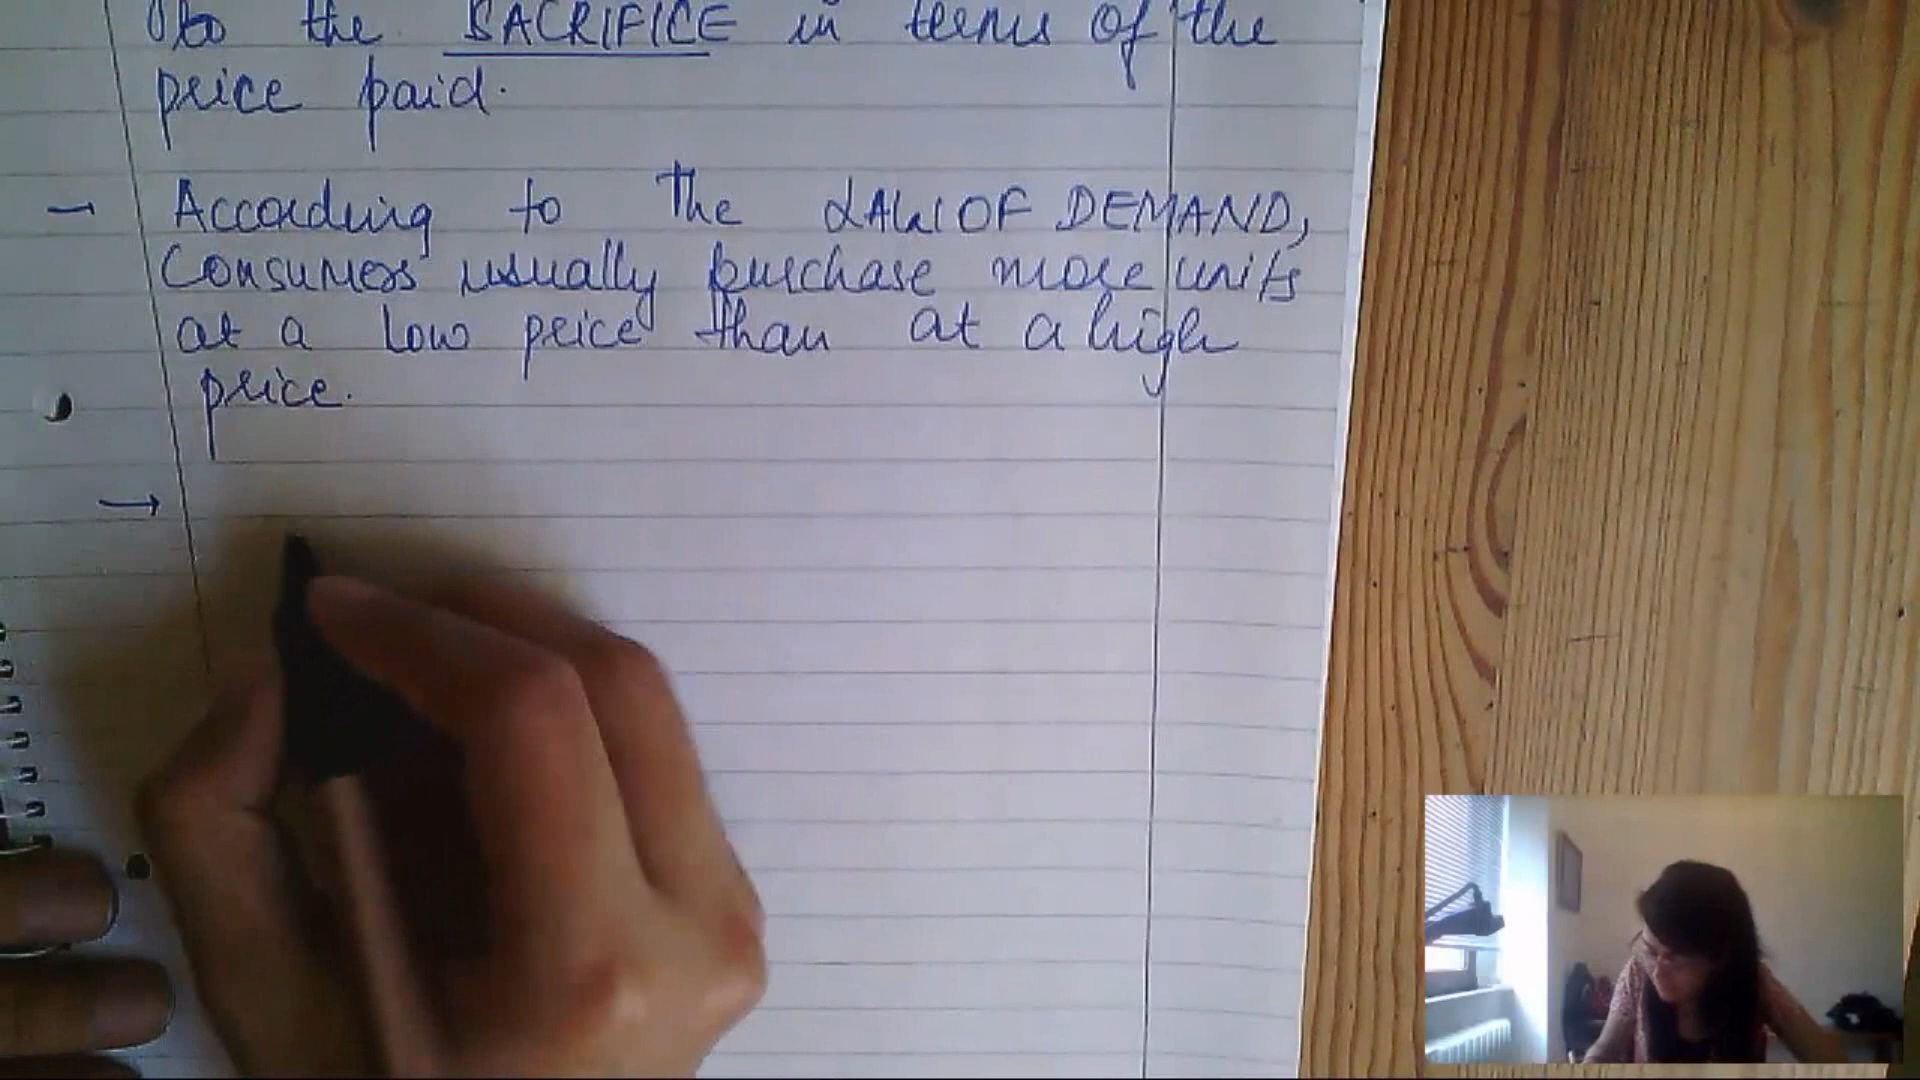 to the SACRIFICE in terms of the
price paid.
- According to the LAW OF DEMAND,
Consumers usually purchase more units
at a low price than at a high
price.
→